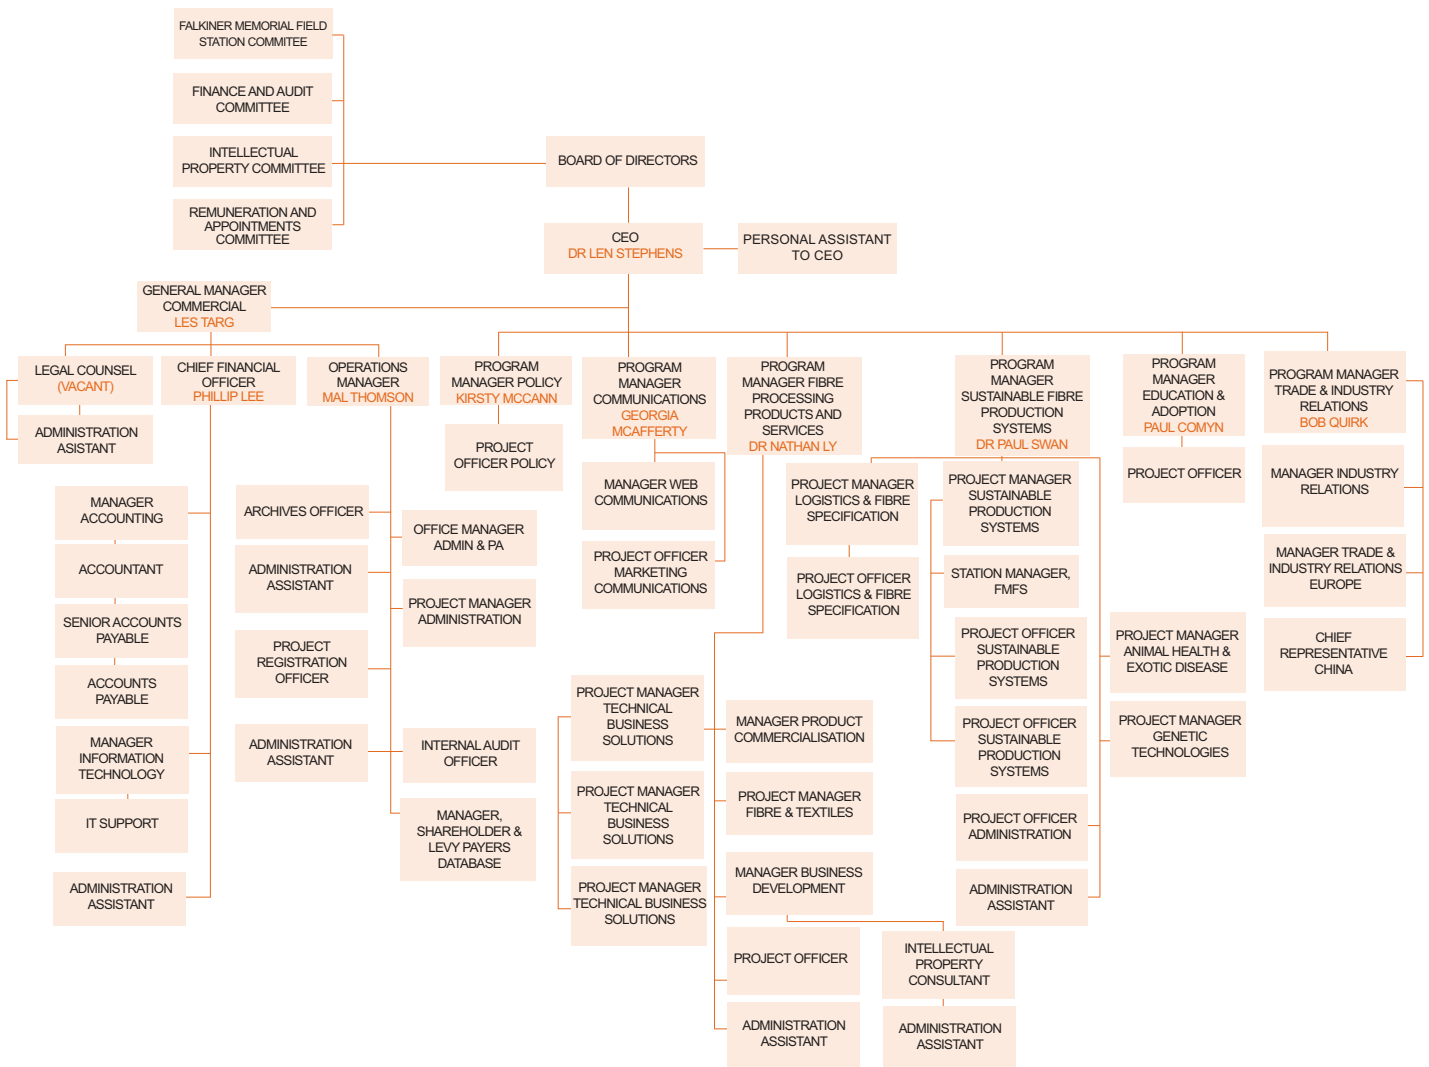 FALKINER MEMORIAL FIELD
STATION COMMITEE
FINANCE AND AUDIT
COMMITTEE
INTELLECTUAL
PROPERTY COMMITTEE
REMUNERATION AND
APPOINTMENTS
COMMITTEE
BOARD OF DIRECTORS
CEO
DR LEN STEPHENS
PERSONAL ASSISTANT
TO CEO
GENERAL MANAGER
COMMERCIAL
LES TARG
LEGAL COUNSEL
(VACANT)
ADMINISTRATION
ASISTANT
CHIEF FINANCIAL
OFFICER
PHILLIP LEE
OPERATIONS
MANAGER
MAL THOMSON
PROGRAM
MANAGER POLICY
KIRSTY MCCANN
PROJECT
OFFICER POLICY
PROGRAM
MANAGER
COMMUNICATIONS
GEORGIA
MCAFFERTY
MANAGER WEB
COMMUNICATIONS
PROJECT OFFICER
MARKETING
COMMUNICATIONS
PROGRAM
MANAGER FIBRE
PROCESSING
PRODUCTS AND
SERVICES
DR NATHAN LY
PROGRAM
MANAGER
SUSTAINABLE FIBRE
PRODUCTION
SYSTEMS
DR PAUL SWAN
PROGRAM
MANAGER
EDUCATION &
ADOPTION
PAUL COMYN
PROJECT OFFICER
PROGRAM MANAGER
TRADE & INDUSTRY
RELATIONS
BOB QUIRK
MANAGER INDUSTRY
RELATIONS
MANAGER TRADE &
INDUSTRY RELATIONS
EUROPE
CHIEF
REPRESENTATIVE
CHINA
MANAGER
ACCOUNTING
ACCOUNTANT
SENIOR ACCOUNTS
PAYABLE
ACCOUNTS
PAYABLE
MANAGER
INFORMATION
TECHNOLOGY
IT SUPPORT
ADMINISTRATION
ASSISTANT
ARCHIVES OFFICER
ADMINISTRATION
ASSISTANT
PROJECT
REGISTRATION
OFFICER
ADMINISTRATION
ASSISTANT
OFFICE MANAGER
ADMIN & PA
PROJECT MANAGER
ADMINISTRATION
INTERNAL AUDIT
OFFICER
MANAGER,
SHAREHOLDER &
LEVY PAYERS
DATABASE
PROJECT MANAGER
TECHNICAL
BUSINESS
SOLUTIONS
PROJECT MANAGER
TECHNICAL
BUSINESS
SOLUTIONS
PROJECT MANAGER
TECHNICAL BUSINESS
SOLUTIONS
MANAGER PRODUCT
COMMERCIALISATION
PROJECT MANAGER
FIBRE & TEXTILES
MANAGER BUSINESS
DEVELOPMENT
PROJECT OFFICER
ADMINISTRATION
ASSISTANT
INTELLECTUAL
PROPERTY
CONSULTANT
ADMINISTRATION
ASSISTANT
PROJECT MANAGER
LOGISTICS & FIBRE
SPECIFICATION
PROJECT OFFICER
LOGISTICS & FIBRE
SPECIFICATION
PROJECT MANAGER
SUSTAINABLE
PRODUCTION
SYSTEMS
STATION MANAGER,
FMFS
PROJECT OFFICER
SUSTAINABLE
PRODUCTION
SYSTEMS
PROJECT OFFICER
SUSTAINABLE
PRODUCTION
SYSTEMS
PROJECT OFFICER
ADMINISTRATION
ADMINISTRATION
ASSISTANT
PROJECT MANAGER
ANIMAL HEALTH &
EXOTIC DISEASE
PROJECT MANAGER
GENETIC
TECHNOLOGIES